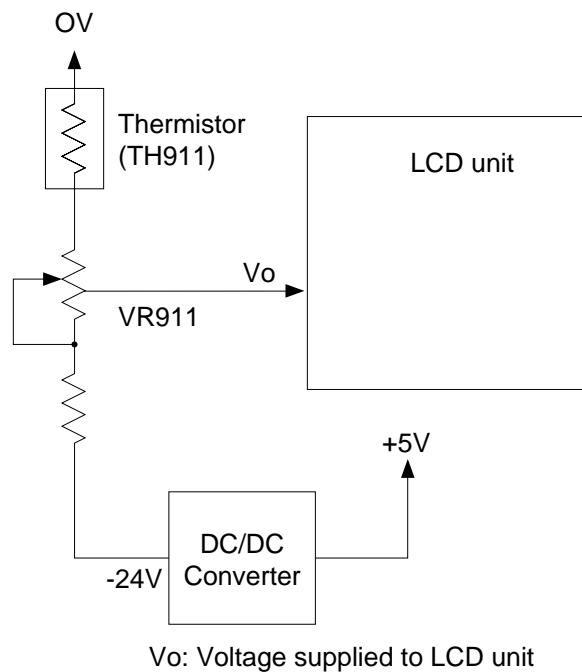 OV
Thermistor
(TH911)
LCD unit
Vo
VR911
+5V
DC/DC
Converter
-24V
Vo: Voltage supplied to LCD unit